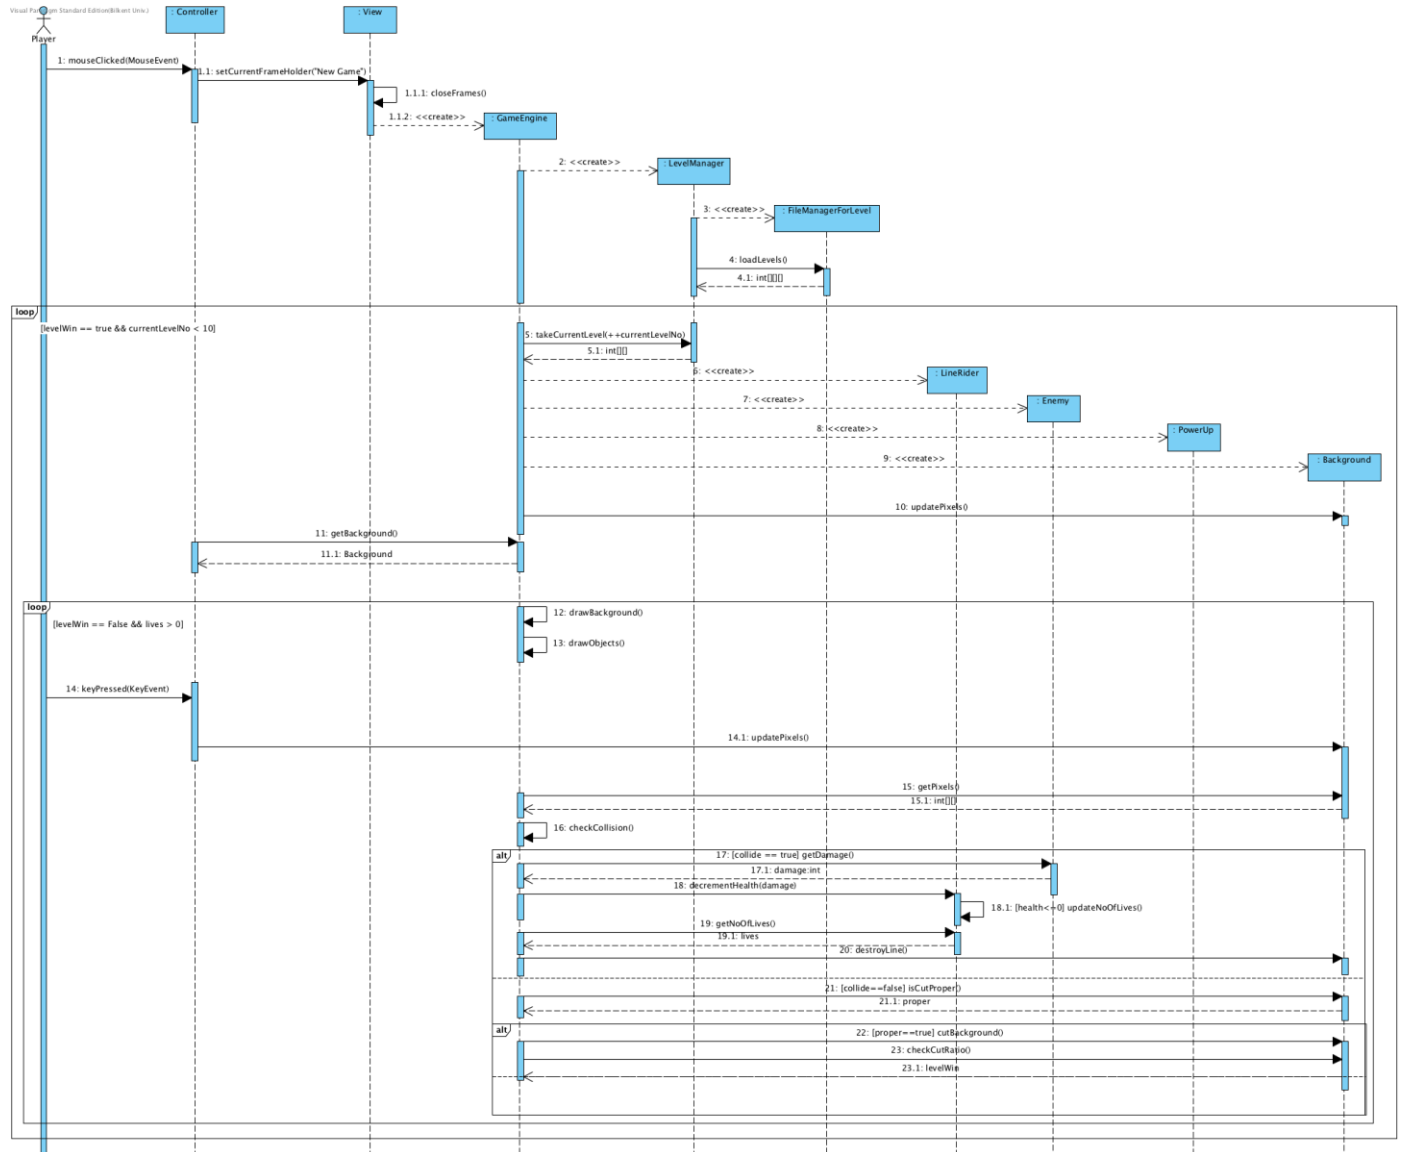 Visual Paradigm Standard Edition(Bilkent Univ.)
Player
: Controller
: View
1: mouseClicked(MouseEvent)
1.1: setCurrentFrameHolder("New Game")
1.1.1: closeFrames()
1.1.2: <<create>>
: GameEngine
2: <<create>>
: LevelManager
3: <<create>>
: FileManagerForLevel
4: loadLevels()
4.1: int[][][]
loop
[levelWin == true && currentLevelNo < 10]
5: takeCurrentLevel(++currentLevelNo)
5.1: int[][]
6: <<create>>
: LineRider
7: <<create>>
: Enemy
8: <<create>>
: PowerUp
9: <<create>>
: Background
10: updatePixels()
11: getBackground()
11.1: Background
loop
[levelWin == False && lives > 0]
12: drawBackground()
13: drawObjects()
14: keyPressed(KeyEvent)
14.1: updatePixels()
15: getPixels()
15.1: int[][]
16: checkCollision()
alt
17: [collide == true] getDamage()
17.1: damage:int
18: decrementHealth(damage)
18.1: [health<=0] updateNoOfLives()
19: getNoOfLives()
19.1: lives
20: destroyLine()
21: [collide==false] isCutProper()
21.1: proper
alt
22: [proper==true] cutBackground()
23: checkCutRatio()
23.1: levelWin